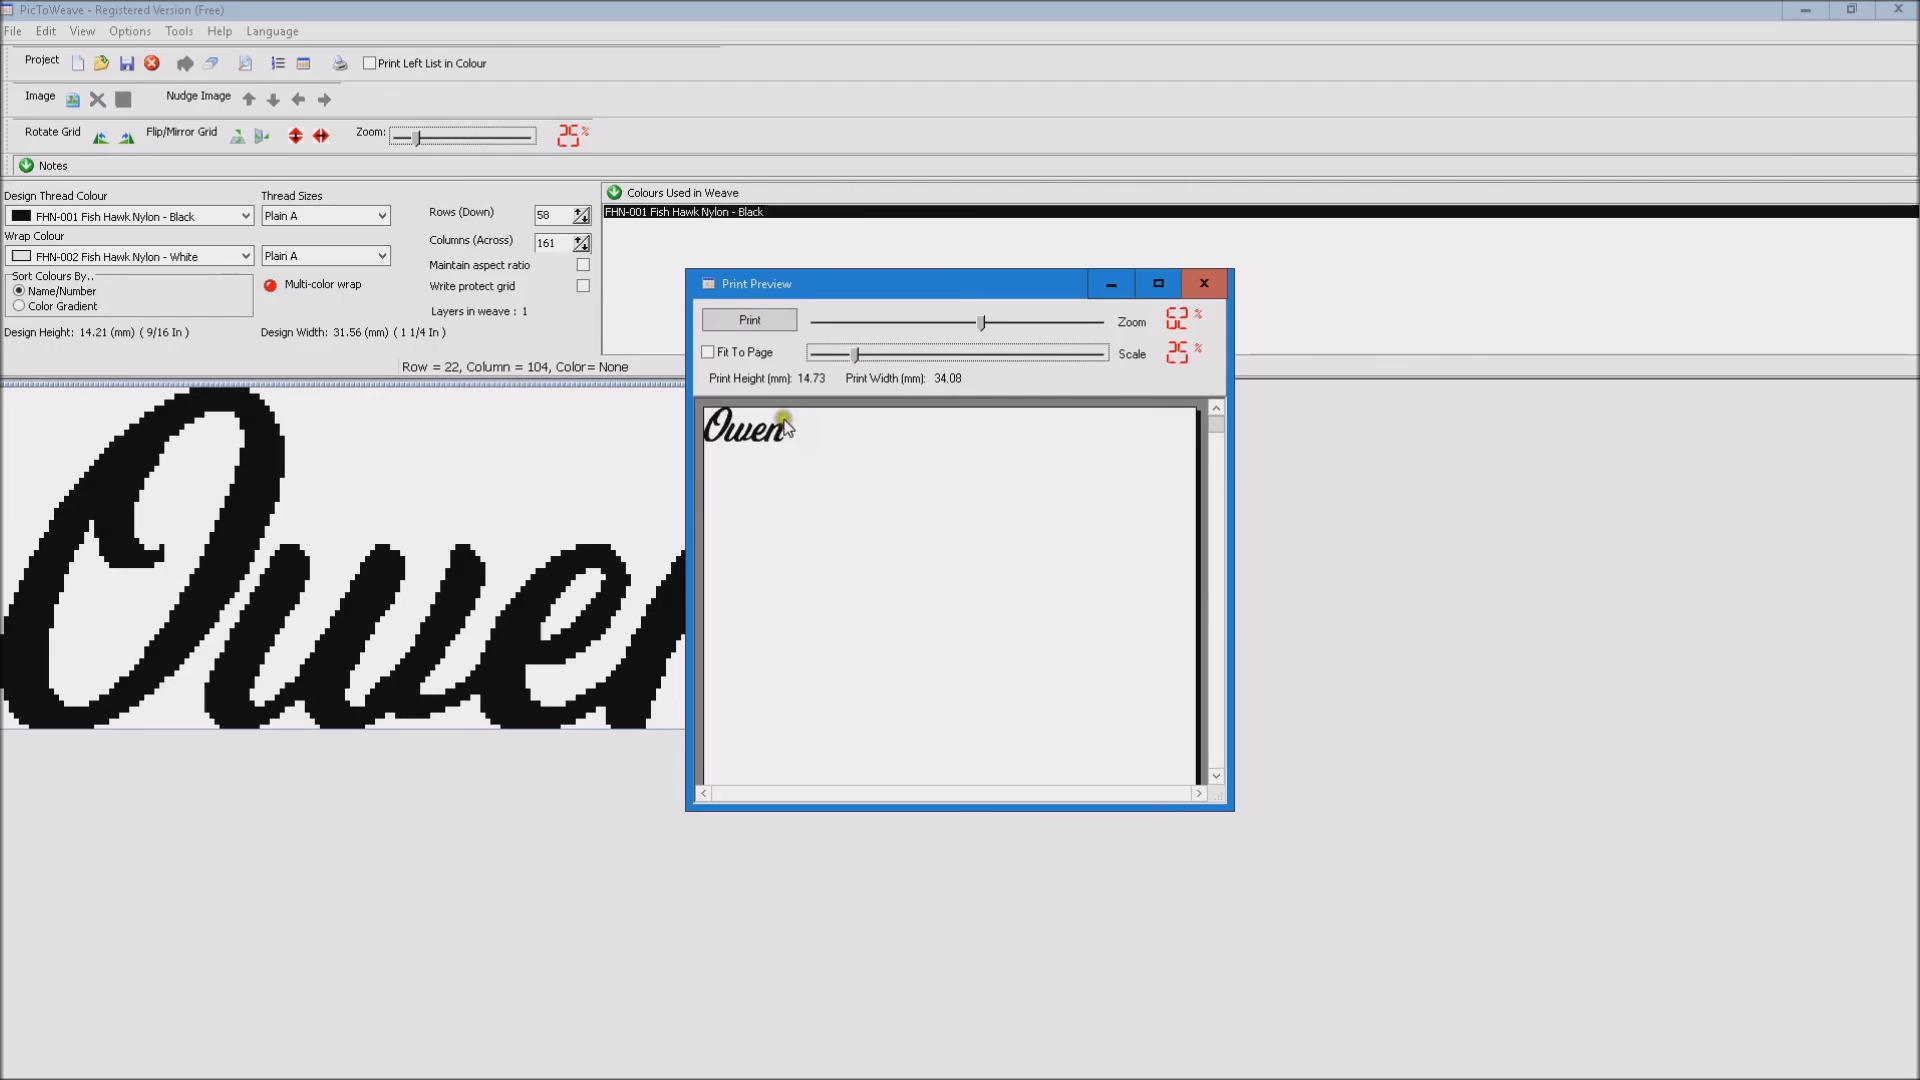 PicToWeave - Registered Version (Free)
File Edit View Options Tools Help Language
Project Print Left List in Colour
Image Nudge Image
Rotate Grid Flip/Mirror Grid Zoom: 25 %
Notes
Design Thread Colour Thread Sizes
FHN-001 Fish Hawk Nylon - Black Plain A Rows (Down) 58
Wrap Colour Columns (Across) 161
FHN-002 Fish Hawk Nylon - White Plain A Maintain aspect ratio
Sort Colours By..
Name/Number Multi-color wrap Write protect grid
Color Gradient Layers in weave : 1
Design Height: 14.21 (mm) ( 9/16 In ) Design Width: 31.56 (mm) ( 1 1/4 In )
Colours Used in Weave
FHN-001 Fish Hawk Nylon - Black
Row = 22, Column = 104, Color= None
Print Preview
Print Zoom 62 %
Fit To Page Scale 25 %
Print Height (mm): 14.73 Print Width (mm): 34.08
Owen
Owen